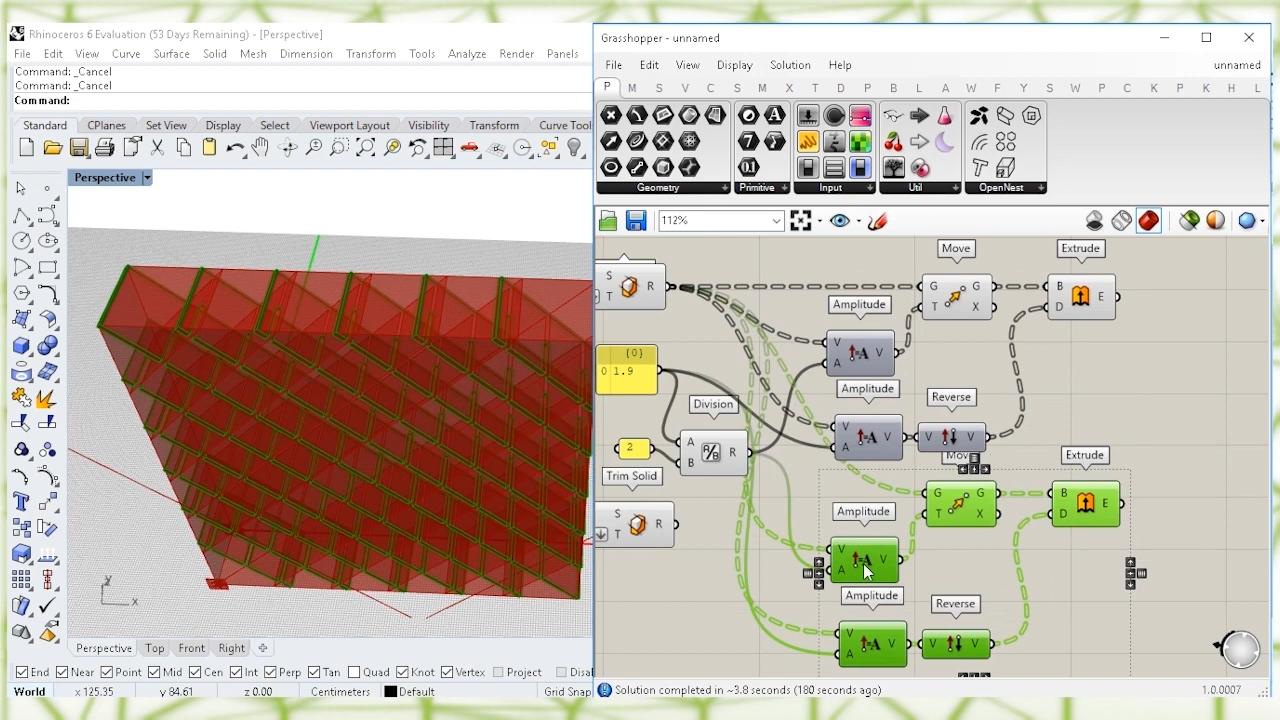 Rhinoceros 6 Evaluation (53 Days Remaining) - [Perspective]
File Edit View Curve Surface Solid Mesh Dimension Transform Tools Analyze Render Panels
Command: _Cancel
Command: _Cancel
Command:
Standard CPlanes Set View Display Select Viewport Layout Visibility Transform Curve Tool
Perspective
y
x
Perspective Top Front Right
End Near Point Mid Cen Int Perp Tan Quad Knot Vertex Project
World x 125.35 y 84.61 z 0.00 Centimeters Default Grid Snap
Grasshopper - unnamed
File Edit View Display Solution Help unnamed
P M S V C S M X S T D P B L A W F S D S W P C K P K H L
Geometry Primitive Input Util OpenNest
112%
S
T
R
{0}
0 1.9
Division
A
B
R
2
Trim Solid
S
T
R
Amplitude
V
A
V
Move
G
T
G
X
Extrude
B
D
E
Amplitude
V
A
V
Reverse
V
V
Move
G
T
G
X
Extrude
B
D
E
Amplitude
V
A
V
Amplitude
V
A
V
Reverse
V
V
Solution completed in ~3.8 seconds (180 seconds ago) 1.0.0007